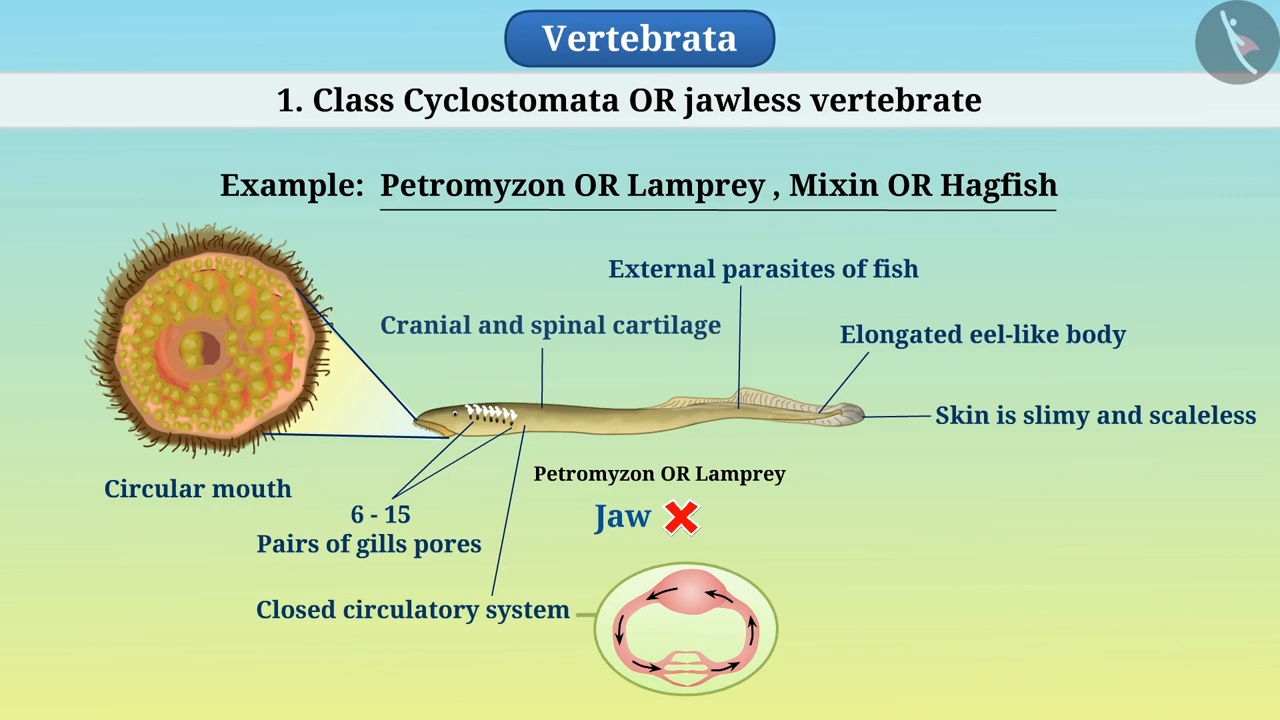 Vertebrata
1. Class Cyclostomata OR jawless vertebrate
Example: Petromyzon OR Lamprey , Mixin OR Hagfish
External parasites of fish
Cranial and spinal cartilage
Elongated eel-like body
Skin is slimy and scaleless
Petromyzon OR Lamprey
Circular mouth
6 - 15
Pairs of gills pores
Jaw
Closed circulatory system